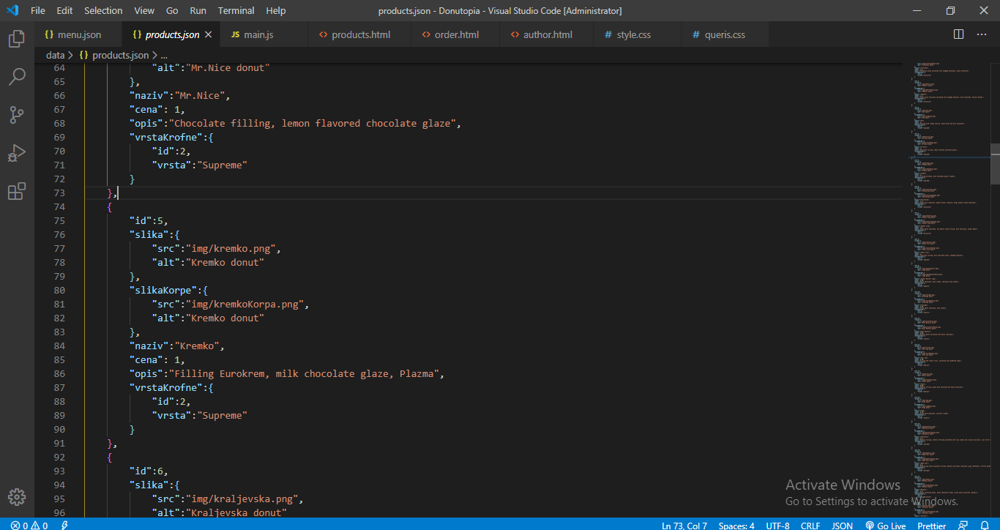 File Edit Selection View Go Run Terminal Help products.json - Donutopia - Visual Studio Code [Administrator]
{} menu.json {} products.json × JS main.js <> products.html <> order.html <> author.html # style.css # queris.css ...
data > {} products.json > ...
64 "alt":"Mr.Nice donut"
65 },
66 "naziv":"Mr.Nice",
67 "cena": 1,
68 "opis":"Chocolate filling, lemon flavored chocolate glaze",
69 "vrstaKrofne":{
70 "id":2,
71 "vrsta":"Supreme"
72 }
73 },
74 {
75 "id":5,
76 "slika":{
77 "src":"img/kremko.png",
78 "alt":"Kremko donut"
79 },
80 "slikaKorpe":{
81 "src":"img/kremkoKorpa.png",
82 "alt":"Kremko donut"
83 },
84 "naziv":"Kremko",
85 "cena": 1,
86 "opis":"Filling Eurokrem, milk chocolate glaze, Plazma",
87 "vrstaKrofne":{
88 "id":2,
89 "vrsta":"Supreme"
90 }
91 },
92 {
93 "id":6,
94 "slika":{
95 "src":"img/kraljevska.png",
96 "alt":"Kraljevska donut"
Activate Windows
Go to Settings to activate Windows.
0 0 Ln 73, Col 7 Spaces: 4 UTF-8 CRLF JSON Go Live Prettier